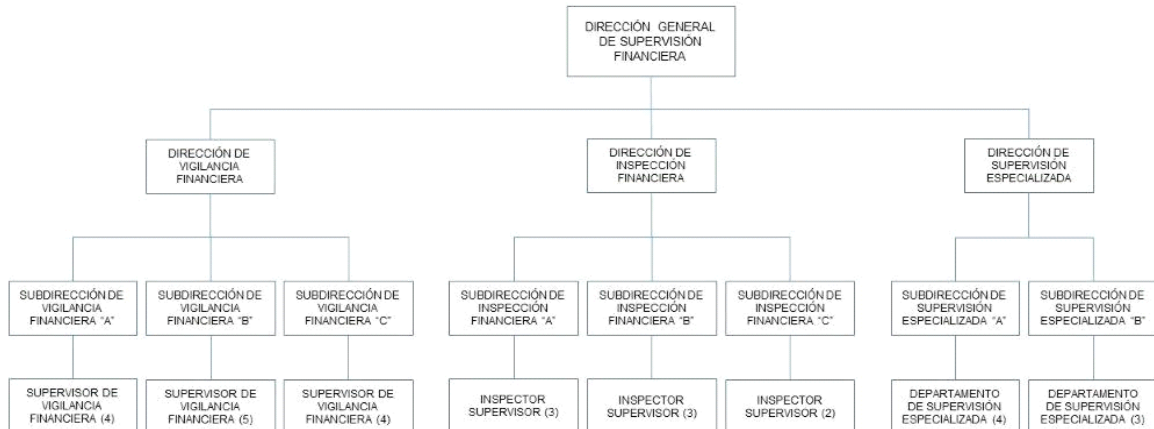 DIRECCIÓN GENERAL
DE SUPERVISIÓN
FINANCIERA
DIRECCIÓN DE
VIGILANCIA
FINANCIERA
DIRECCIÓN DE
INSPECCIÓN
FINANCIERA
DIRECCIÓN DE
SUPERVISIÓN
ESPECIALIZADA
SUBDIRECCIÓN DE
VIGILANCIA
FINANCIERA "A"
SUBDIRECCIÓN DE
VIGILANCIA
FINANCIERA "B"
SUBDIRECCIÓN DE
VIGILANCIA
FINANCIERA "C"
SUBDIRECCIÓN DE
INSPECCIÓN
FINANCIERA "A"
SUBDIRECCIÓN DE
INSPECCIÓN
FINANCIERA "B"
SUBDIRECCIÓN DE
INSPECCIÓN
FINANCIERA "C"
SUBDIRECCIÓN DE
SUPERVISIÓN
ESPECIALIZADA "A"
SUBDIRECCIÓN DE
SUPERVISIÓN
ESPECIALIZADA "B"
SUPERVISOR DE
VIGILANCIA
FINANCIERA (4)
SUPERVISOR DE
VIGILANCIA
FINANCIERA (5)
SUPERVISOR DE
VIGILANCIA
FINANCIERA (4)
INSPECTOR
SUPERVISOR (3)
INSPECTOR
SUPERVISOR (3)
INSPECTOR
SUPERVISOR (2)
DEPARTAMENTO
DE SUPERVISIÓN
ESPECIALIZADA (4)
DEPARTAMENTO
DE SUPERVISIÓN
ESPECIALIZADA (3)